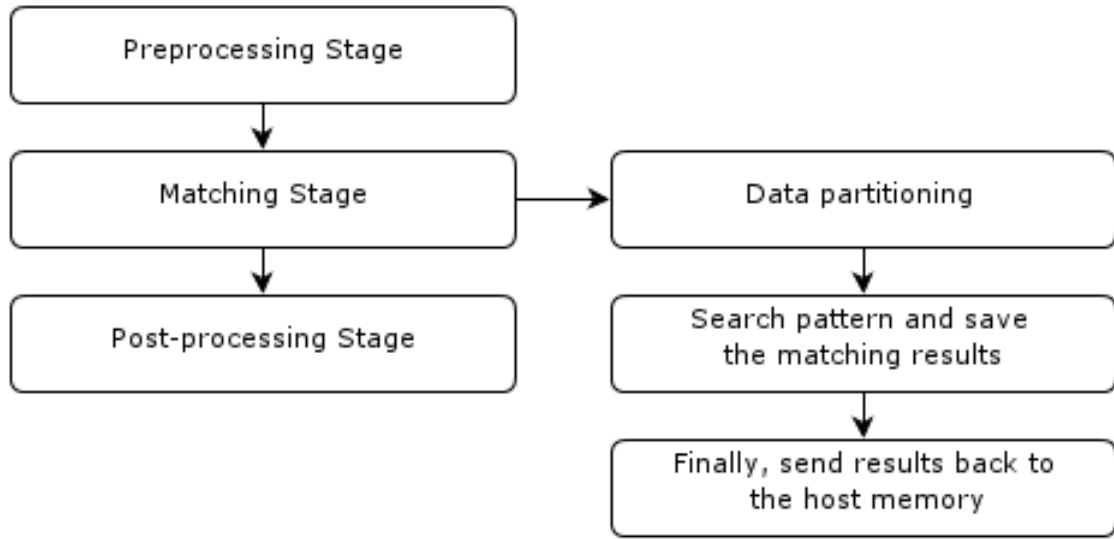 Preprocessing Stage
Matching Stage
Post-processing Stage
Data partitioning
Search pattern and save
the matching results
Finally, send results back to
the host memory